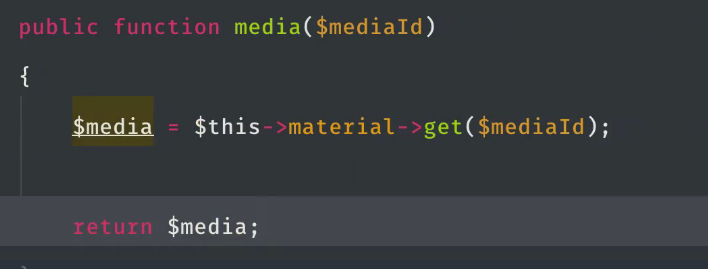 public function media($mediaId)
{
$media = $this->material->get($mediaId);
return $media;